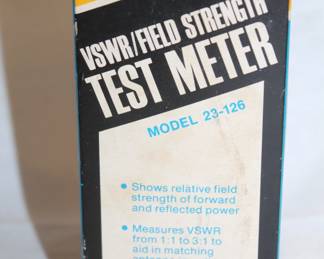 VSWR/FIELD STRENGTH
TEST METER
MODEL 23-126
• Shows relative field
strength of forward
and reflected power
• Measures VSWR
from 1:1 to 3:1 to
aid in matching